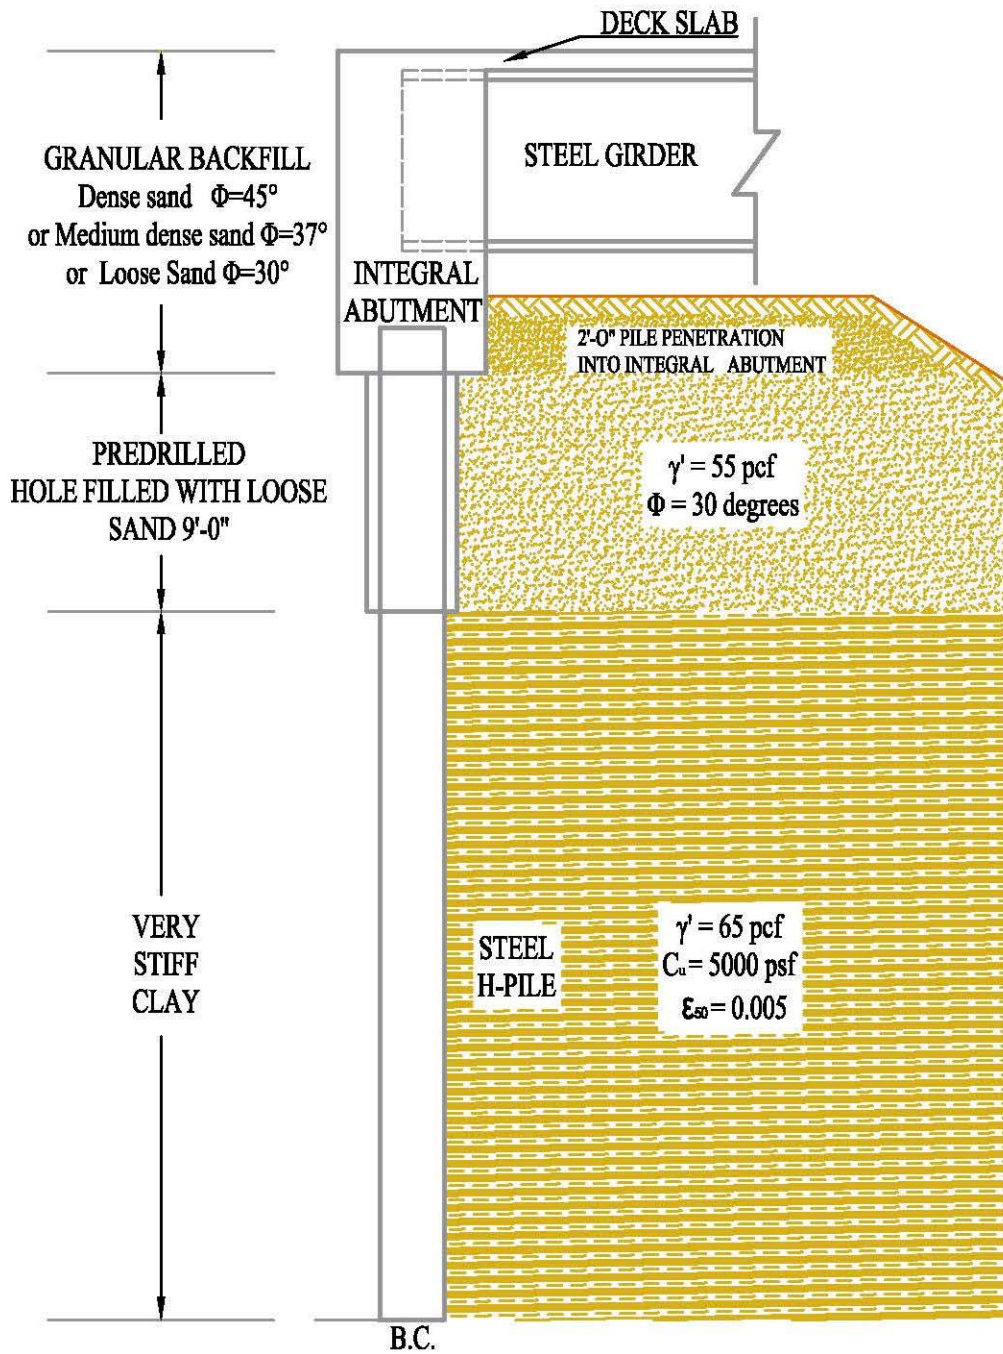 DECK SLAB
GRANULAR BACKFILL
Dense sand Φ=45°
or Medium dense sand Φ=37°
or Loose Sand Φ=30°
STEEL GIRDER
INTEGRAL
ABUTMENT
2'-0" PILE PENETRATION
INTO INTEGRAL ABUTMENT
PREDRILLED
HOLE FILLED WITH LOOSE
SAND 9'-0"
γ' = 55 pcf
Φ = 30 degrees
VERY
STIFF
CLAY
STEEL
H-PILE
γ' = 65 pcf
Cu = 5000 psf
ε50 = 0.005
B.C.